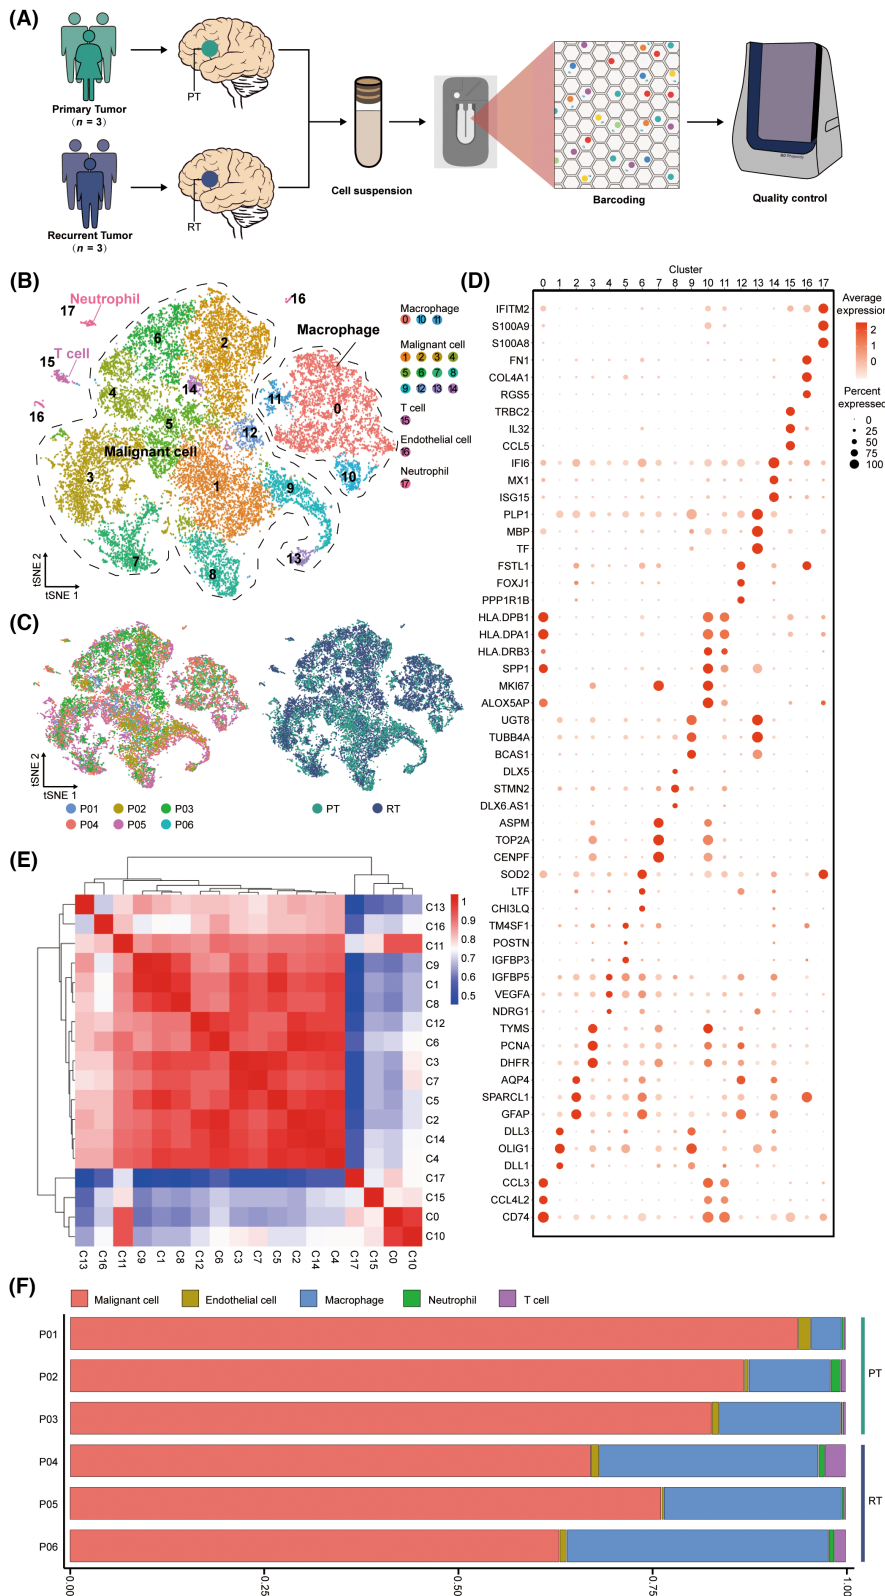 (A)
Primary Tumor
(n = 3)
PT
Recurrent Tumor
(n = 3)
RT
Cell suspension
Barcoding
Quality control
(B)
Neutrophil
17
T cell
15
16
16
6
2
4
14
5
Malignant cell
3
7
1
8
12
11
Macrophage
0
10
9
13
tSNE 2
tSNE 1
Macrophage
0 10 11
Malignant cell
1 2 3 4
5 6 7 8
9 12 13 14
T cell
15
Endothelial cell
16
Neutrophil
17
(C)
tSNE 2
tSNE 1
P01 P02 P03
P04 P05 P06
PT RT
(D)
Cluster
0 1 2 3 4 5 6 7 8 9 10 11 12 13 14 15 16 17
IFITM2
S100A9
S100A8
FN1
COL4A1
RGS5
TRBC2
IL32
CCL5
IFI6
MX1
ISG15
PLP1
MBP
TF
FSTL1
FOXJ1
PPP1R1B
HLA.DPB1
HLA.DPA1
HLA.DRB3
SPP1
MKI67
ALOX5AP
UGT8
TUBB4A
BCAS1
DLX5
STMN2
DLX6.AS1
ASPM
TOP2A
CENPF
SOD2
LTF
CHI3LQ
TM4SF1
POSTN
IGFBP3
IGFBP5
VEGFA
NDRG1
TYMS
PCNA
DHFR
AQP4
SPARCL1
GFAP
DLL3
OLIG1
DLL1
CCL3
CCL4L2
CD74
Average
expression
2
1
0
Percent
expressed
0
25
50
75
100
(E)
1
0.9
0.8
0.7
0.6
0.5
C13
C16
C11
C9
C1
C8
C12
C6
C3
C7
C5
C2
C14
C4
C17
C15
C0
C10
C13 C16 C11 C9 C1 C8 C12 C6 C3 C7 C5 C2 C14 C4 C17 C15 C0 C10
(F)
Malignant cell Endothelial cell Macrophage Neutrophil T cell
P01
P02
P03
P04
P05
P06
PT
RT
0.00 0.25 0.50 0.75 1.00